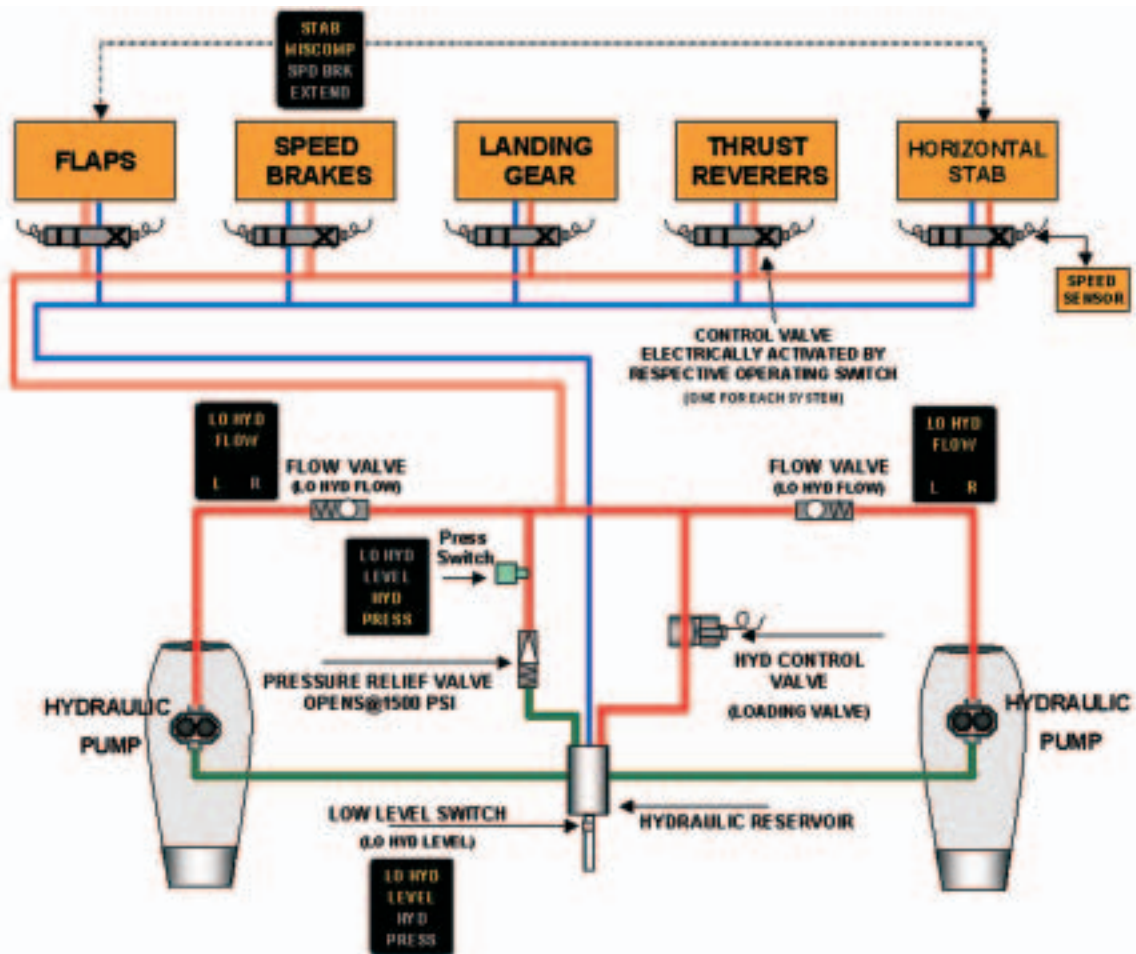 STAB
MISCOMP
SPD BRK
EXTEND
FLAPS
SPEED
BRAKES
LANDING
GEAR
THRUST
REVERERS
HORIZONTAL
STAB
SPEED
SENSOR
CONTROL VALVE
ELECTRICALLY ACTIVATED BY
RESPECTIVE OPERATING SWITCH
(ONE FOR EACH SYSTEM)
LO HYD
FLOW
L R
FLOW VALVE
(LO HYD FLOW)
FLOW VALVE
(LO HYD FLOW)
LO HYD
FLOW
L R
Press
Switch
LO HYD
LEVEL
HYD
PRESS
PRESSURE RELIEF VALVE
OPENS@1500 PSI
HYD CONTROL
VALVE
(LOADING VALVE)
HYDRAULIC
PUMP
HYDRAULIC
PUMP
LOW LEVEL SWITCH
(LO HYD LEVEL)
HYDRAULIC RESERVOIR
LO HYD
LEVEL
HYD
PRESS